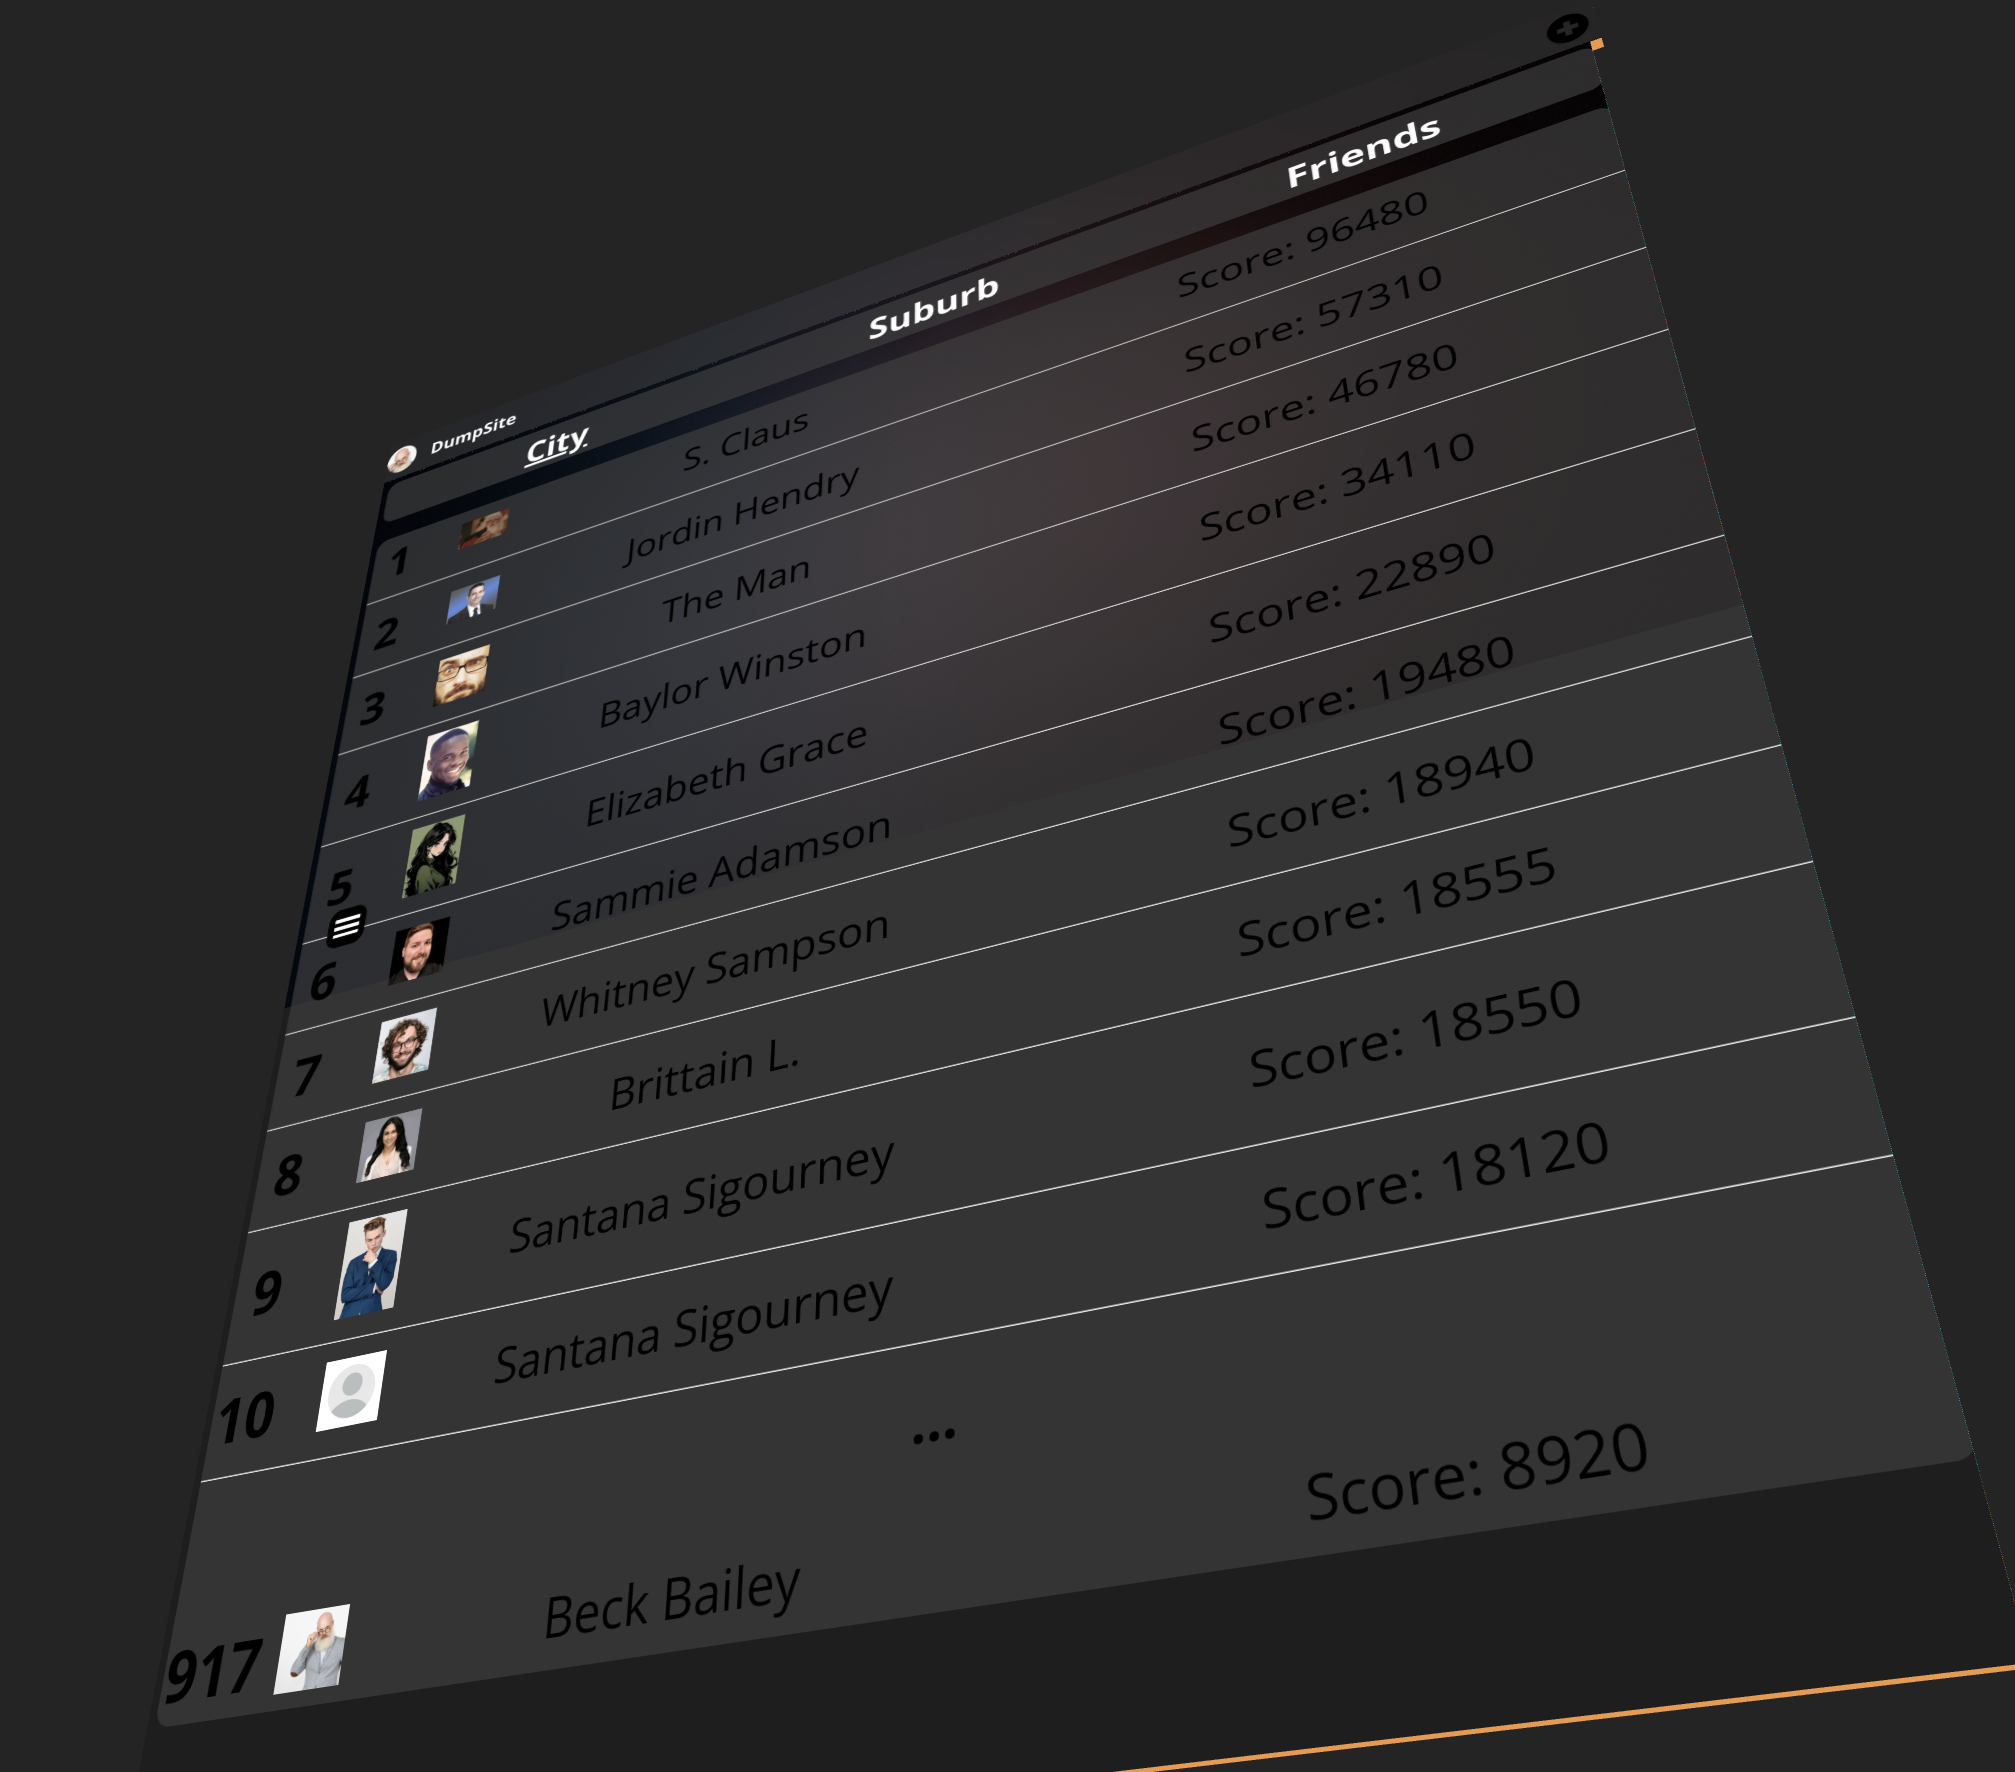 DumpSite
City Suburb Friends
1 S. Claus Score: 96480
2 Jordin Hendry Score: 57310
3 The Man Score: 46780
4 Baylor Winston Score: 34110
5 Elizabeth Grace Score: 22890
6 Sammie Adamson Score: 19480
7 Whitney Sampson Score: 18940
8 Brittain L. Score: 18555
9 Santana Sigourney Score: 18550
10 Santana Sigourney Score: 18120
...
917 Beck Bailey Score: 8920